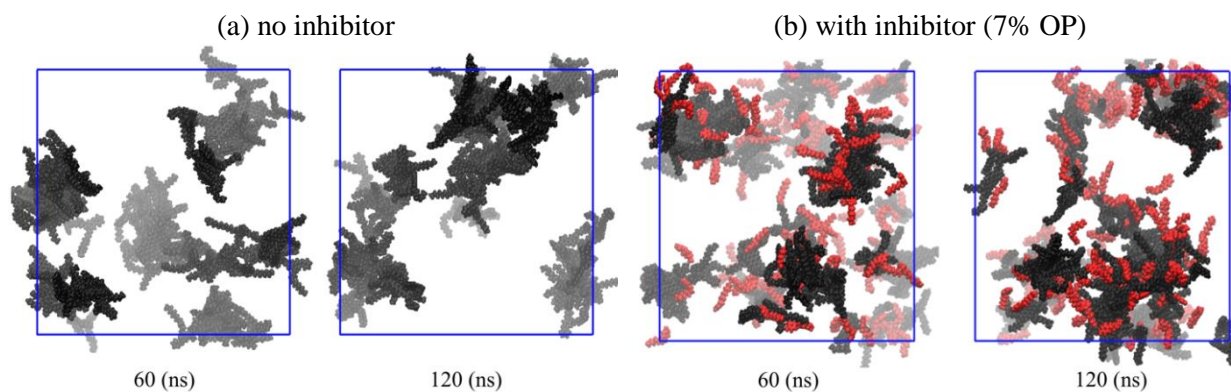 (a) no inhibitor
(b) with inhibitor (7% OP)
60 (ns)
120 (ns)
60 (ns)
120 (ns)